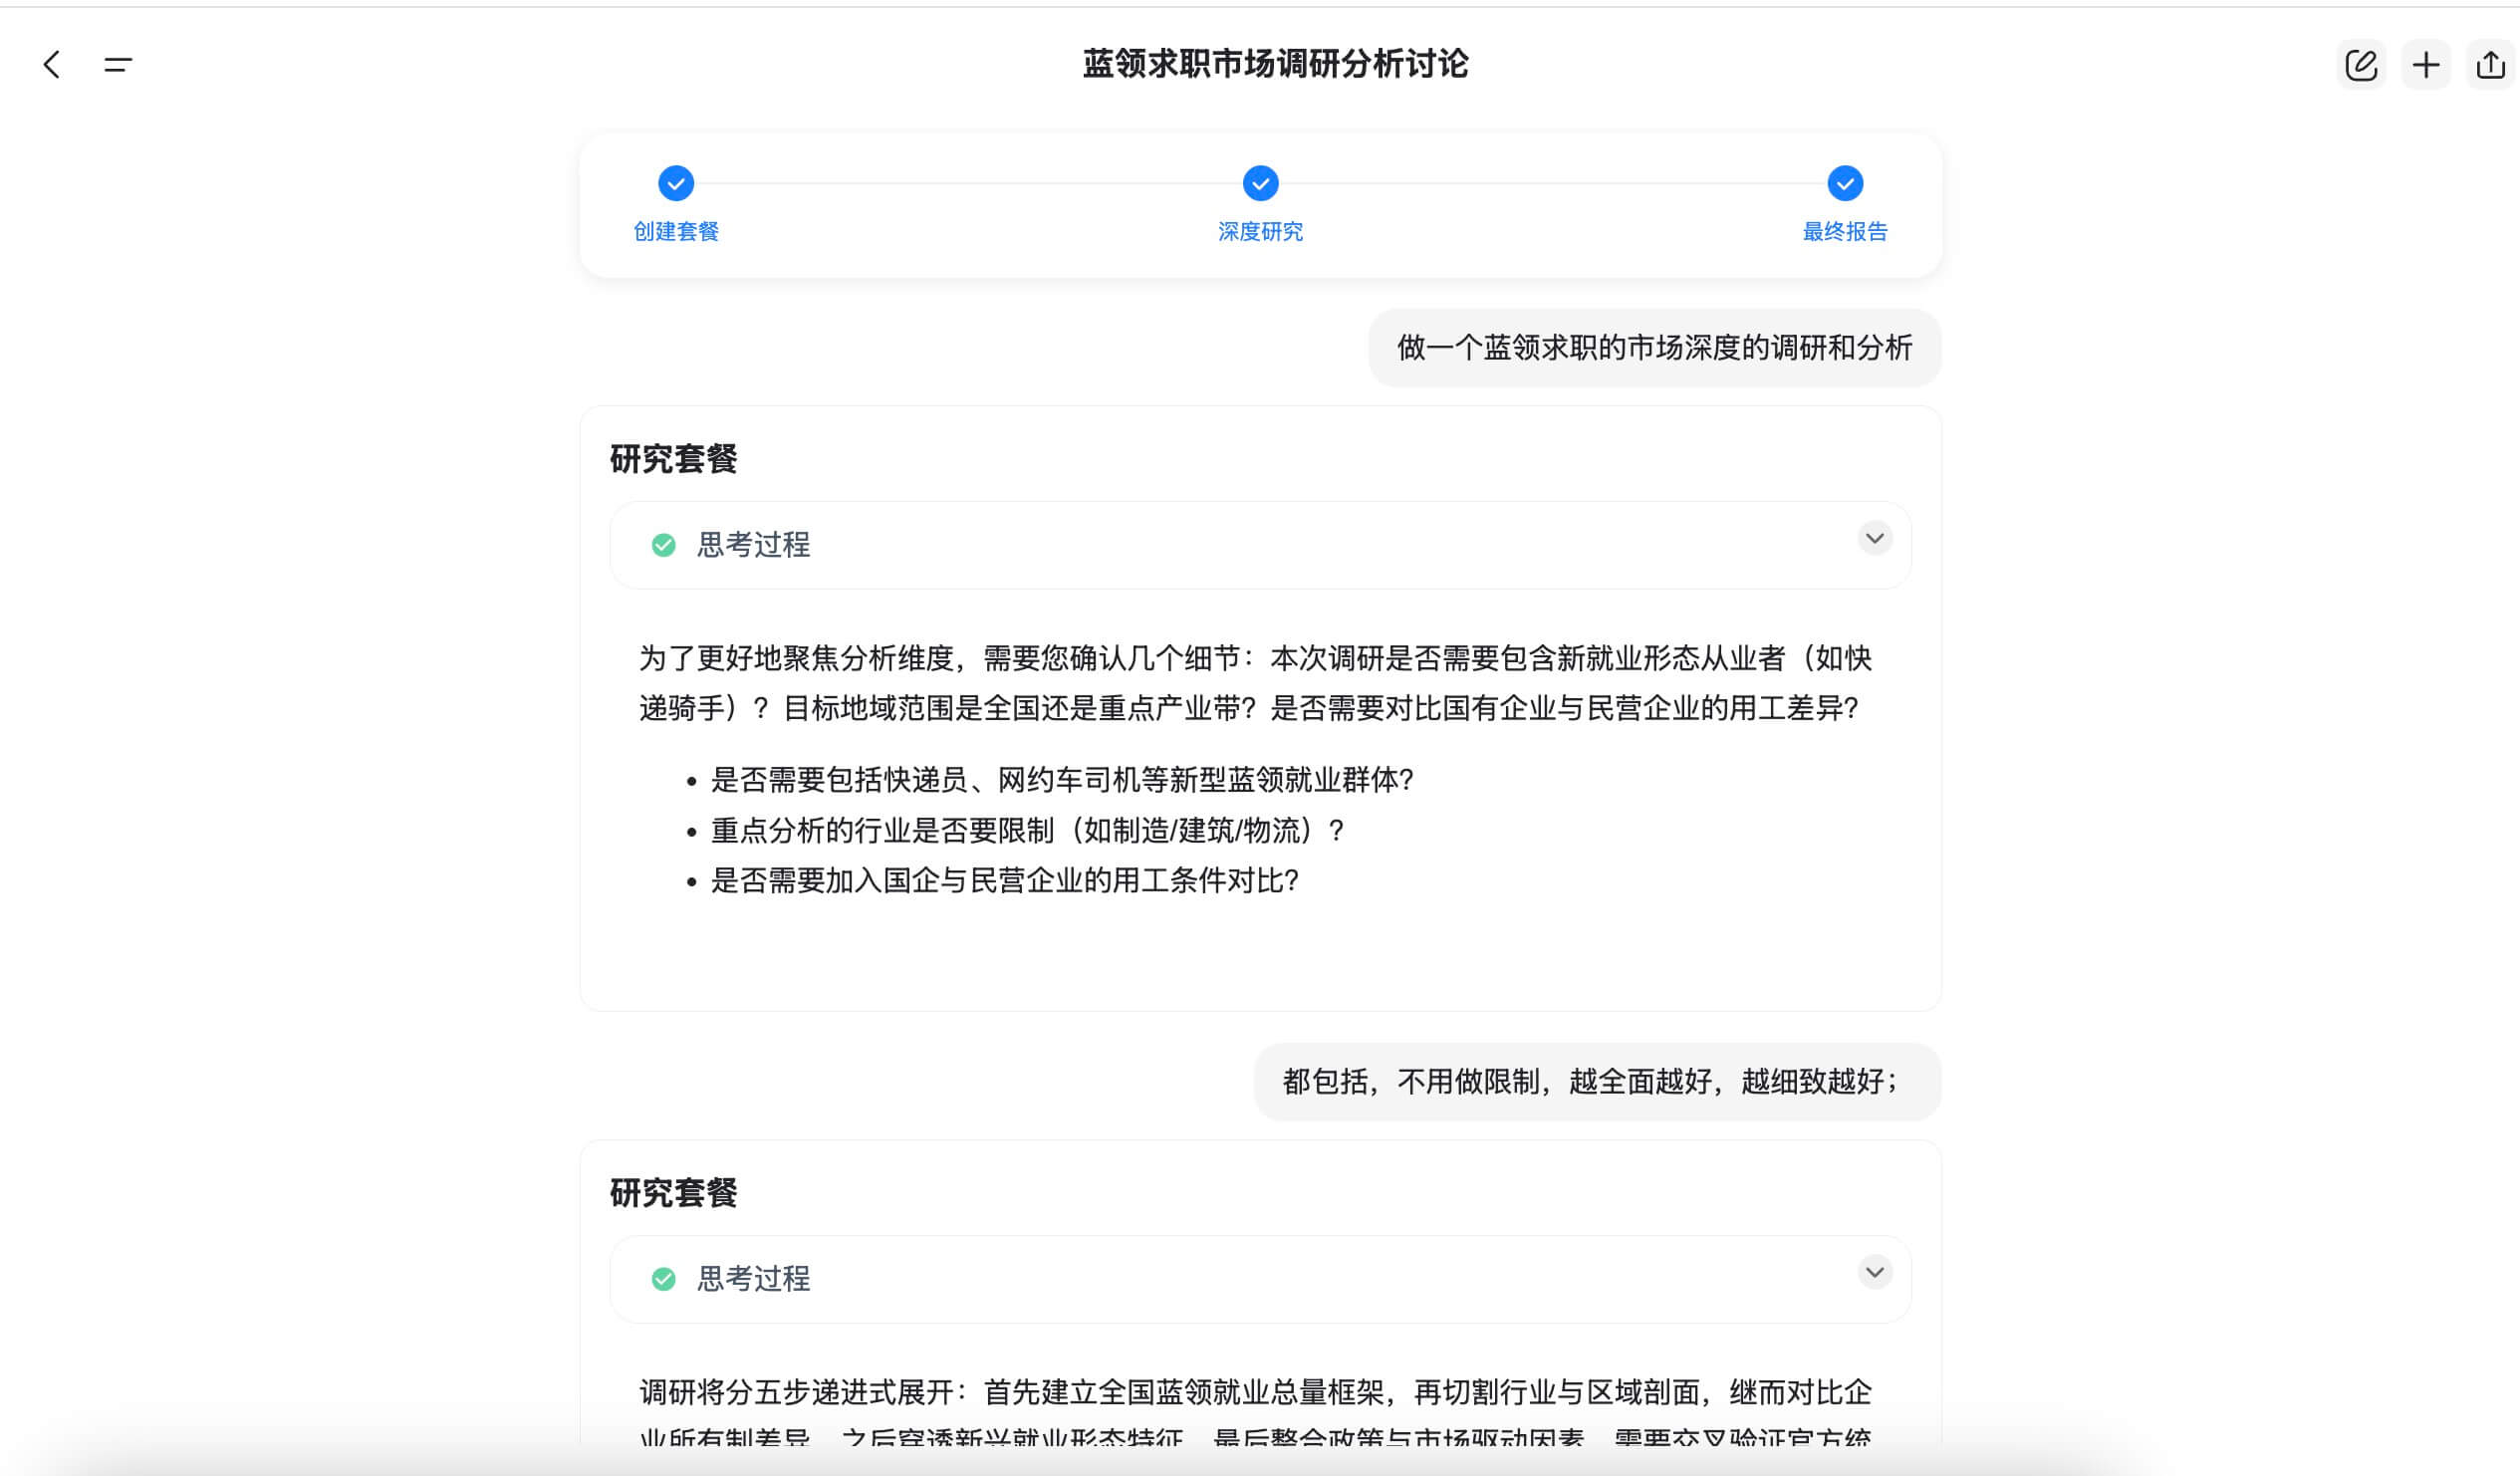 蓝领求职市场调研分析讨论
创建套餐
深度研究
最终报告
做一个蓝领求职的市场深度的调研和分析
研究套餐
思考过程
为了更好地聚焦分析维度，需要您确认几个细节：本次调研是否需要包含新就业形态从业者（如快
递骑手）？目标地域范围是全国还是重点产业带？是否需要对比国有企业与民营企业的用工差异？
• 是否需要包括快递员、网约车司机等新型蓝领就业群体？
• 重点分析的行业是否要限制（如制造/建筑/物流）？
• 是否需要加入国企与民营企业的用工条件对比？
都包括，不用做限制，越全面越好，越细致越好；
研究套餐
思考过程
调研将分五步递进式展开：首先建立全国蓝领就业总量框架，再切割行业与区域剖面，继而对比企
业所有制差异，之后穿透新兴就业形态特征，最后整合政策与市场驱动因素，需要交叉验证官方统